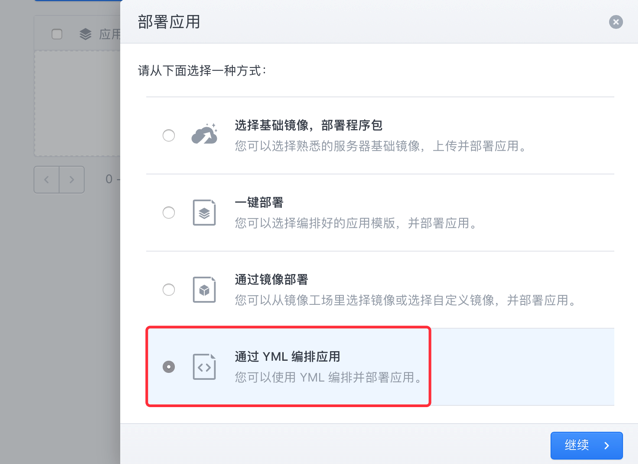 部署应用
应用
请从下面选择一种方式：
选择基础镜像，部署程序包
您可以选择熟悉的服务器基础镜像，上传并部署应用。
一键部署
您可以选择编排好的应用模版，并部署应用。
0 -
通过镜像部署
您可以从镜像工场里选择镜像或选择自定义镜像，并部署应用。
通过 YML 编排应用
您可以使用 YML 编排并部署应用。
继续